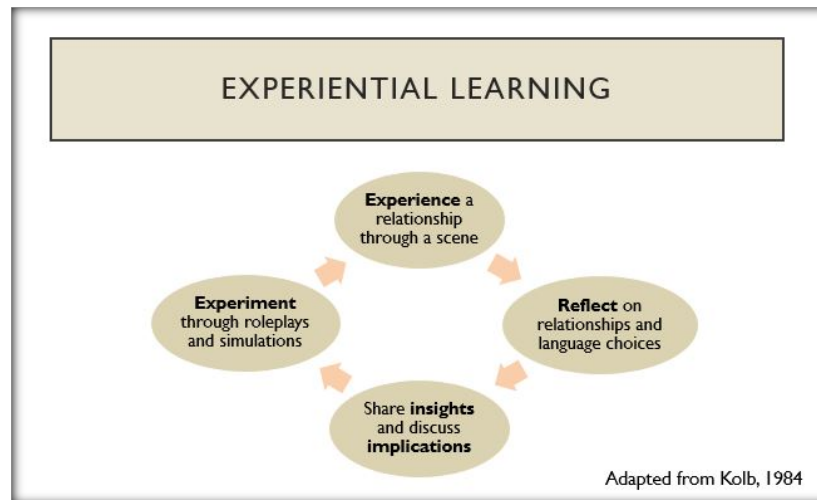 EXPERIENTIAL LEARNING
Experience a
relationship
through a scene
Reflect on
relationships and
language choices
Share insights
and discuss
implications
Experiment
through roleplays
and simulations
Adapted from Kolb, 1984